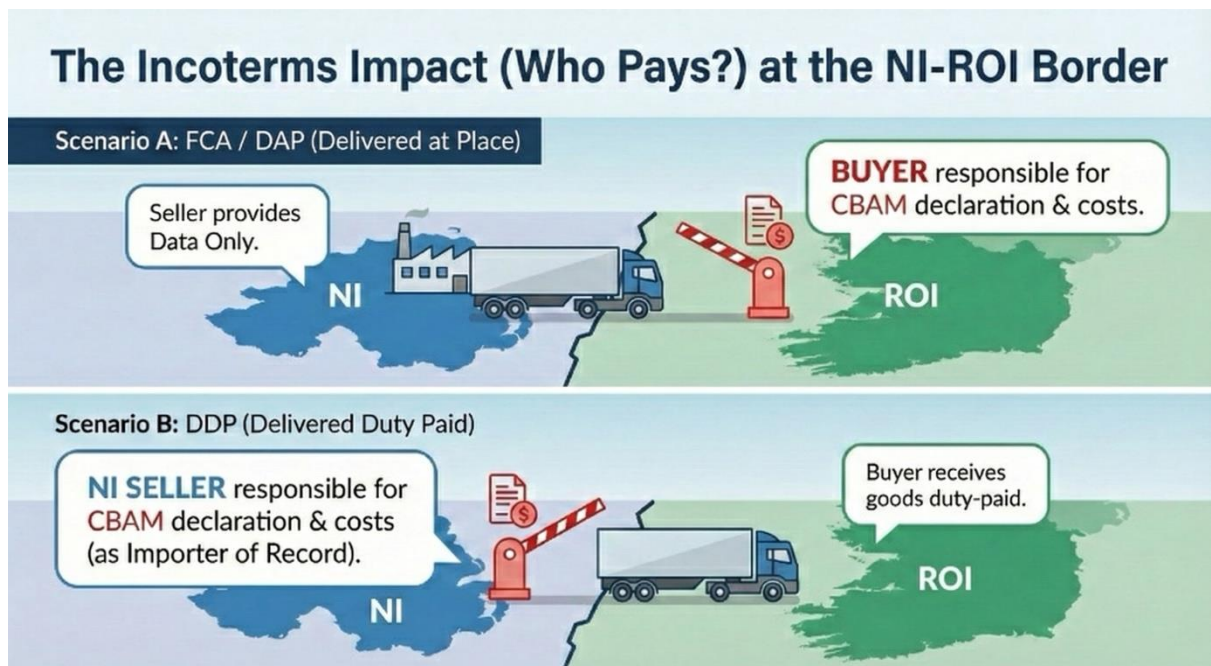 The Incoterms Impact (Who Pays?) at the NI-ROI Border
Scenario A: FCA / DAP (Delivered at Place)
Seller provides
Data Only.
BUYER responsible for
CBAM declaration & costs.
NI
$
ROI
Scenario B: DDP (Delivered Duty Paid)
NI SELLER responsible for
CBAM declaration & costs
(as Importer of Record).
$
Buyer receives
goods duty-paid.
NI
ROI